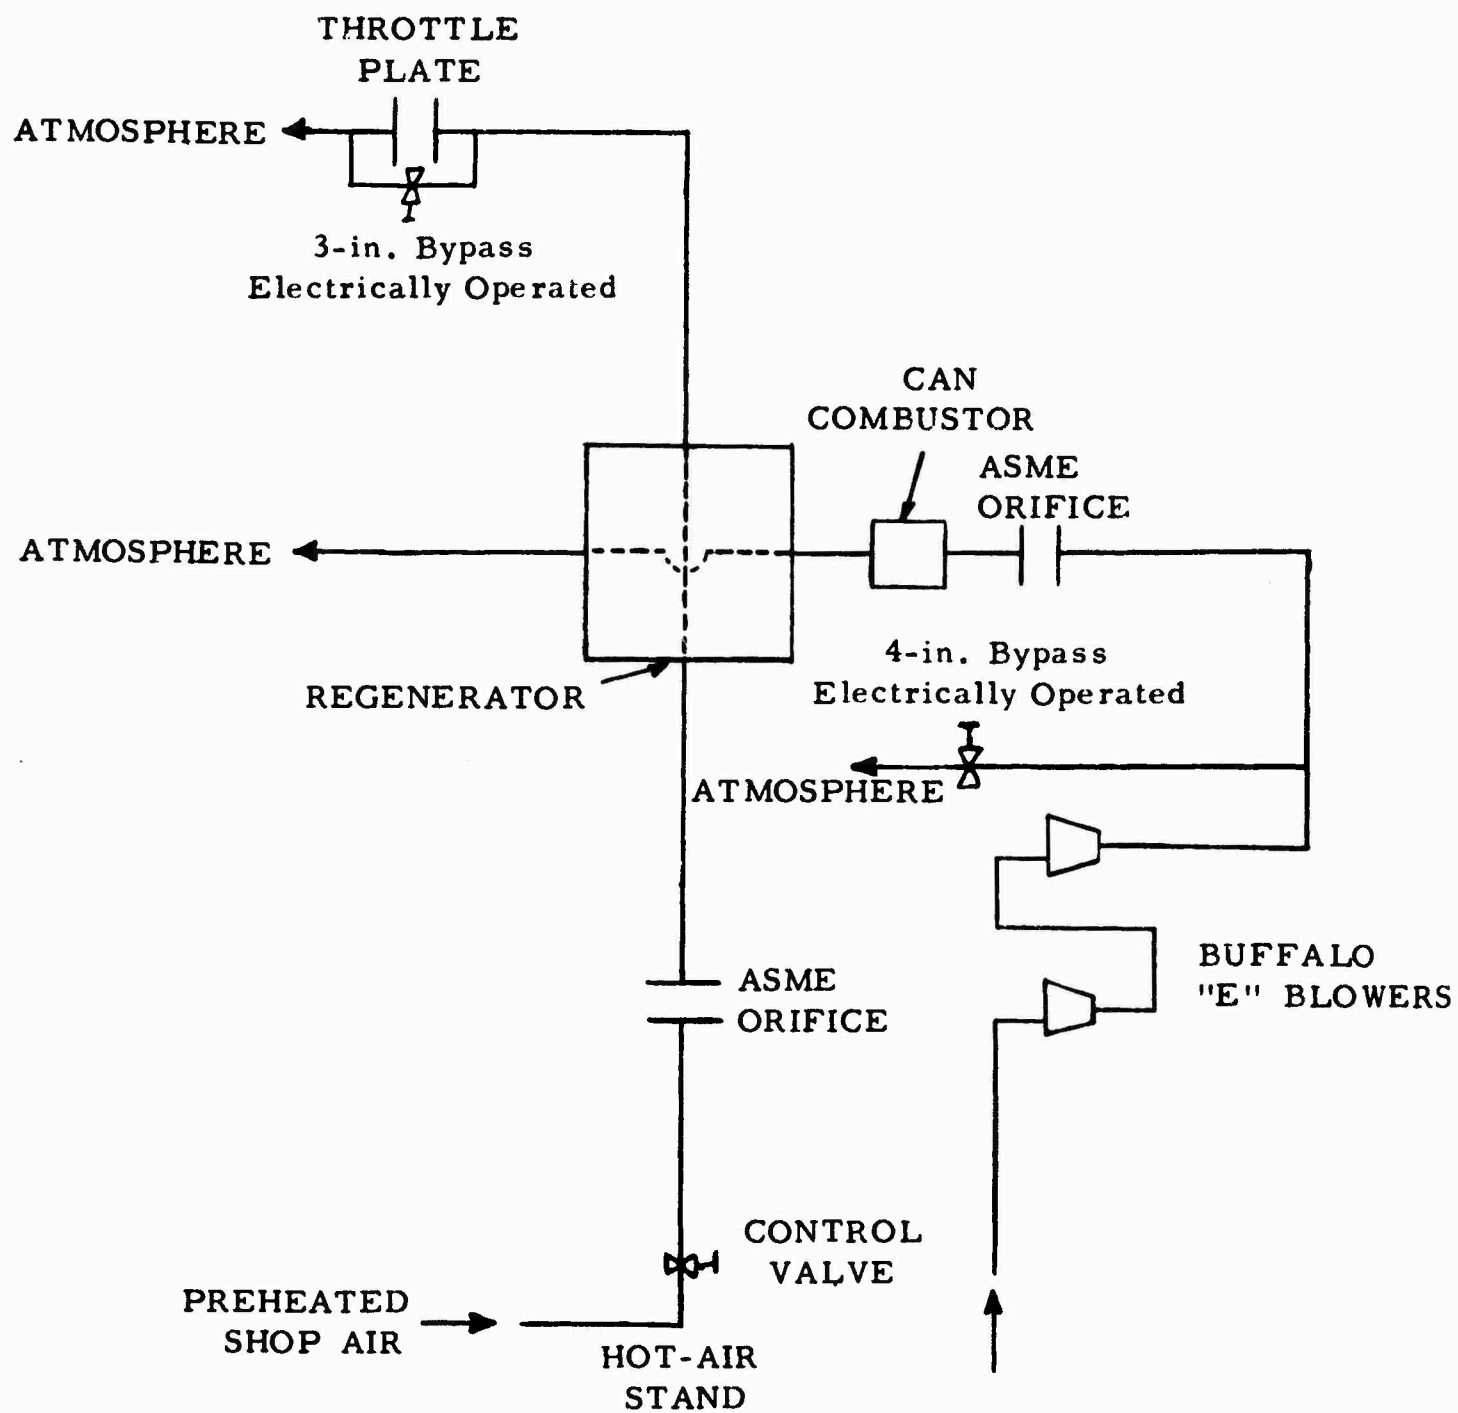 THROTTLE
PLATE
ATMOSPHERE
3-in. Bypass
Electrically Operated
CAN
COMBUSTOR
ASME
ORIFICE
ATMOSPHERE
4-in. Bypass
Electrically Operated
REGENERATOR
ATMOSPHERE
BUFFALO
"E" BLOWERS
ASME
ORIFICE
CONTROL
VALVE
PREHEATED
SHOP AIR
HOT-AIR
STAND